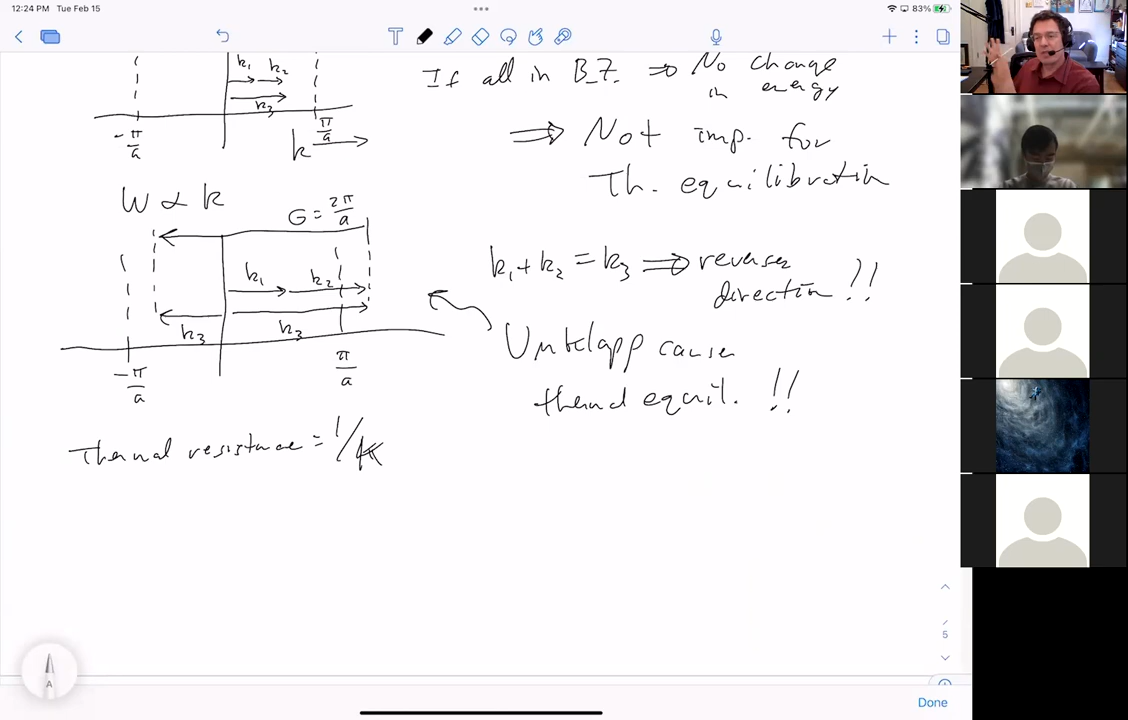 12:24 PM Tue Feb 15
83%
T
k₁ k₂
k₃
-π/a
π/a
k
If all in B.Z. ⇒ No change
in energy
⇒ Not imp. for
Th. equilibration
W α k
G = 2π/a
k₁ k₂
k₃ k₃
-π/a
π/a
k₁ + k₂ = k₃ ⇒ reverses
direction !!
Umklapp cause
thermal equil. !!
Thermal resistance = 1/K
5
A
Done